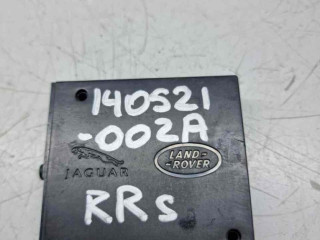 140521
-002A
JAGUAR
LAND-
-ROVER
RRs